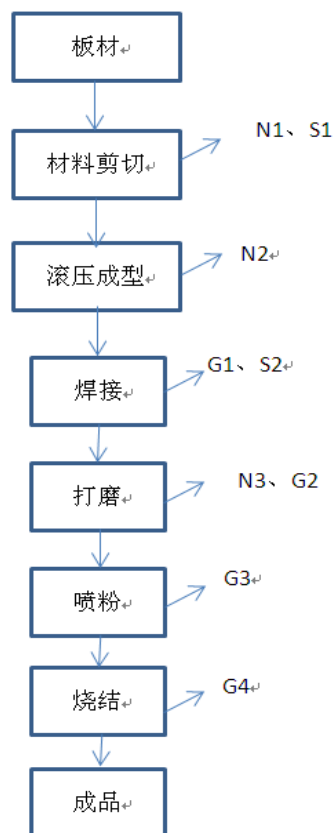 板材
材料剪切
N1、S1
滚压成型
N2
焊接
G1、S2
打磨
N3、G2
喷粉
G3
烧结
G4
成品